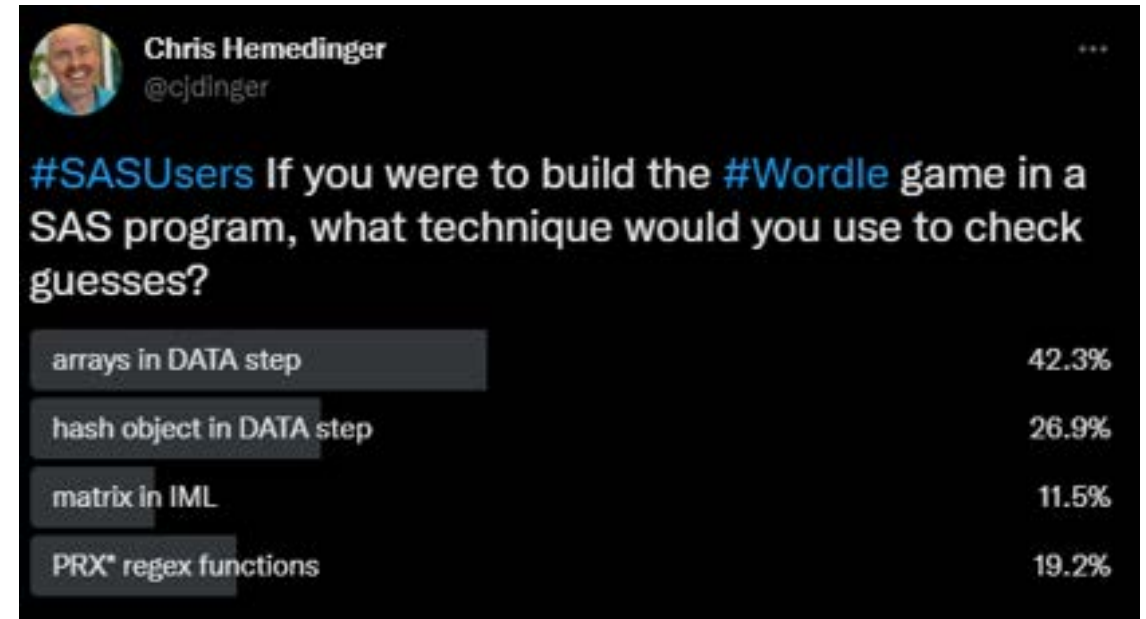 Chris Hemedinger
@cjdinger
#SASUsers If you were to build the #Wordle game in a
SAS program, what technique would you use to check
guesses?
arrays in DATA step 42.3%
hash object in DATA step 26.9%
matrix in IML 11.5%
PRX* regex functions 19.2%